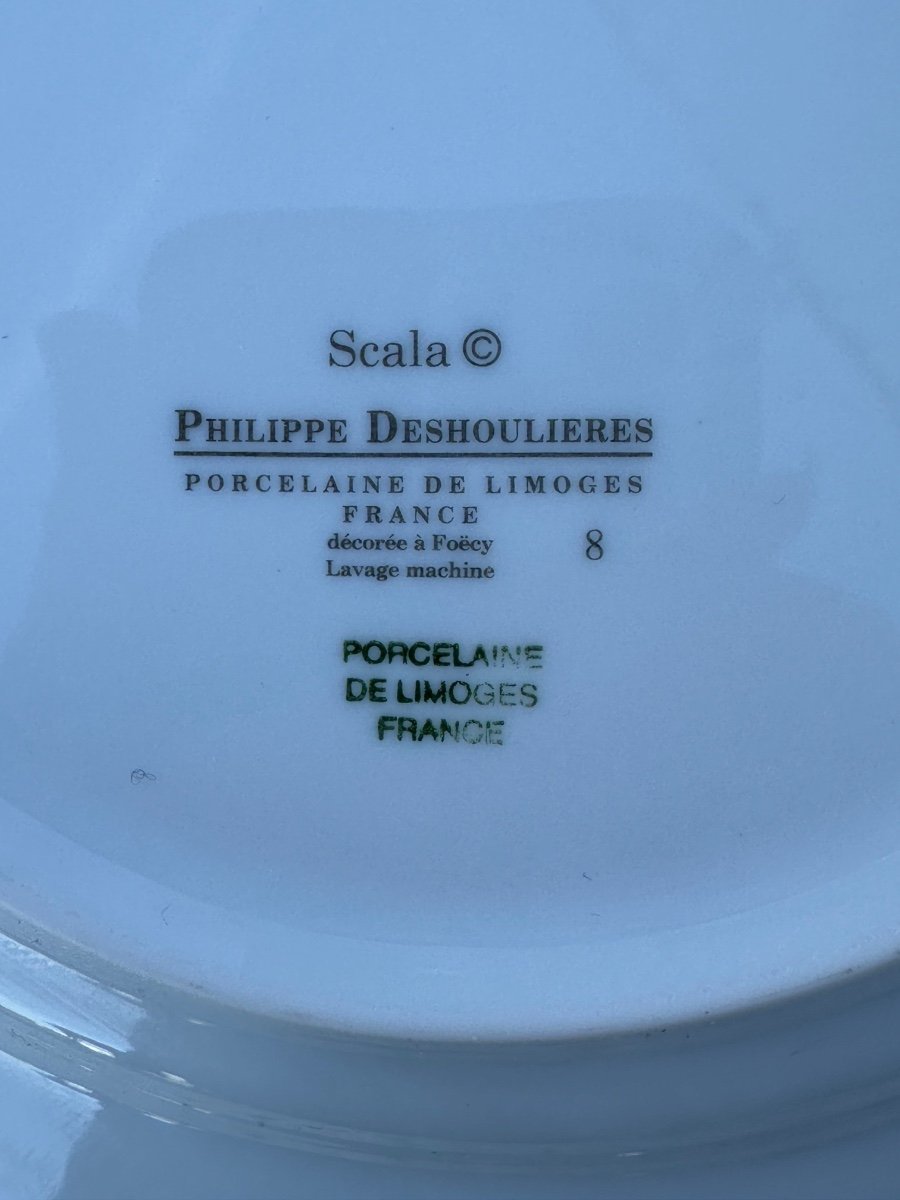 Scala ©
PHILIPPE DESHOULIERES
PORCELAINE DE LIMOGES
FRANCE
décorée à Foëcy 8
Lavage machine
PORCELAINE
DE LIMOGES
FRANCE